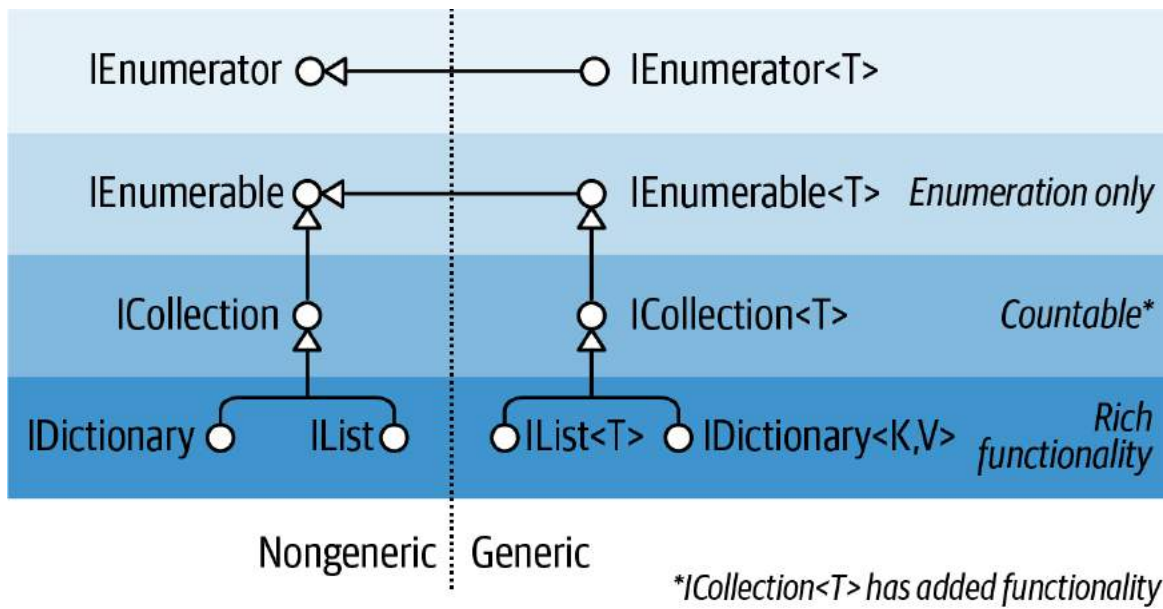 IEnumerator IEnumerator<T>
IEnumerable IEnumerable<T> Enumeration only
ICollection ICollection<T> Countable*
IDictionary IList IList<T> IDictionary<K,V> Rich
functionality
Nongeneric Generic
*ICollection<T> has added functionality